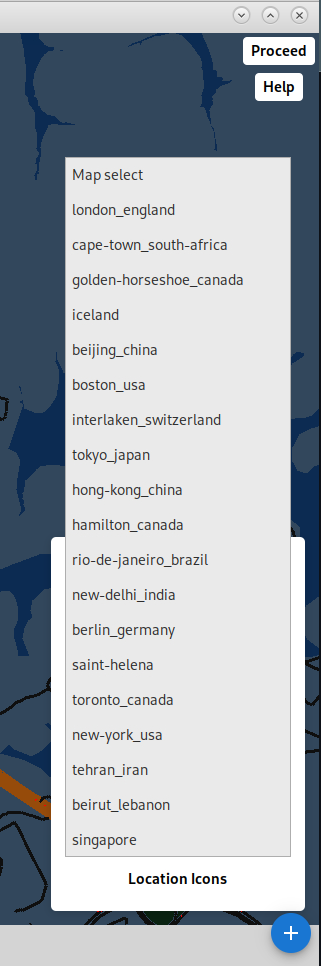 Proceed
Help
Map select
london_england
cape-town_south-africa
golden-horseshoe_canada
iceland
beijing_china
boston_usa
interlaken_switzerland
tokyo_japan
hong-kong_china
hamilton_canada
rio-de-janeiro_brazil
new-delhi_india
berlin_germany
saint-helena
toronto_canada
new-york_usa
tehran_iran
beirut_lebanon
singapore
Location Icons